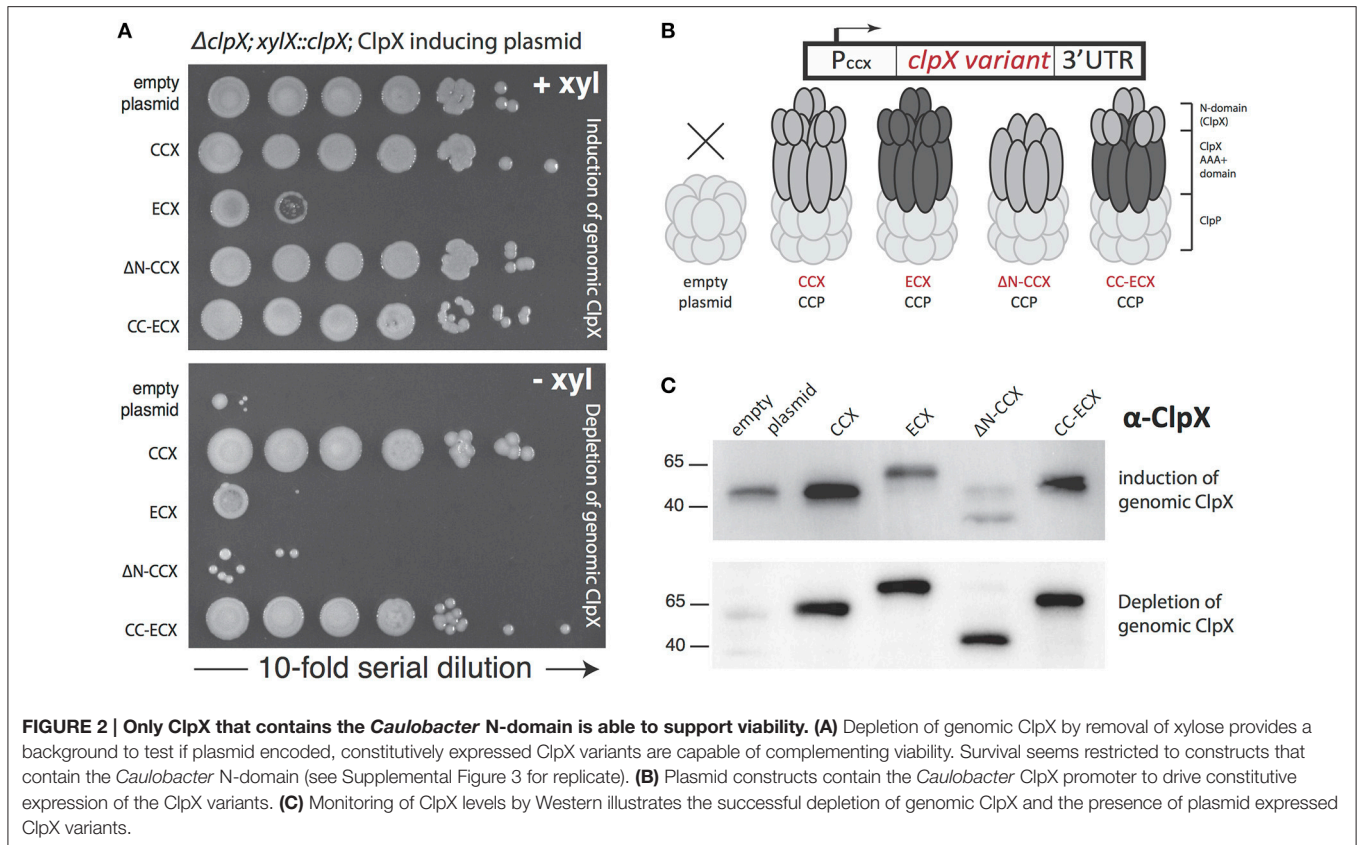 A
ΔclpX; xylX::clpX; ClpX inducing plasmid
empty
plasmid
CCX
ECX
ΔN-CCX
CC-ECX
+ xyl
Induction of genomic ClpX
empty
plasmid
CCX
ECX
ΔN-CCX
CC-ECX
- xyl
Depletion of genomic ClpX
10-fold serial dilution
B
Pccx
clpX variant
3'UTR
N-domain
(ClpX)
ClpX
AAA+
domain
ClpP
empty
plasmid
CCX
CCP
ECX
CCP
ΔN-CCX
CCP
CC-ECX
CCP
C
empty
plasmid
CCX
ECX
ΔN-CCX
CC-ECX
α-ClpX
65
40
induction of
genomic ClpX
65
40
Depletion of
genomic ClpX
FIGURE 2 | Only ClpX that contains the Caulobacter N-domain is able to support viability. (A) Depletion of genomic ClpX by removal of xylose provides a
background to test if plasmid encoded, constitutively expressed ClpX variants are capable of complementing viability. Survival seems restricted to constructs that
contain the Caulobacter N-domain (see Supplemental Figure 3 for replicate). (B) Plasmid constructs contain the Caulobacter ClpX promoter to drive constitutive
expression of the ClpX variants. (C) Monitoring of ClpX levels by Western illustrates the successful depletion of genomic ClpX and the presence of plasmid expressed
ClpX variants.